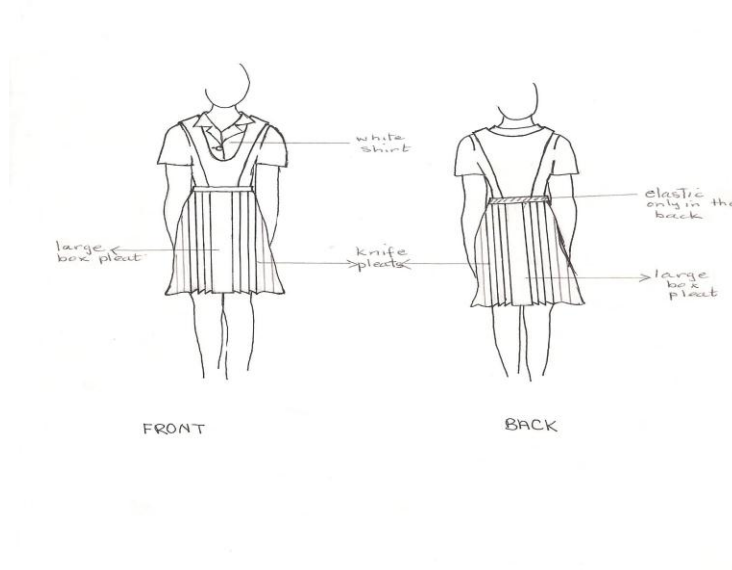 white
shirt
elastic
only in the
back
large
box pleat
knife
pleats
large
box
pleat
FRONT
BACK